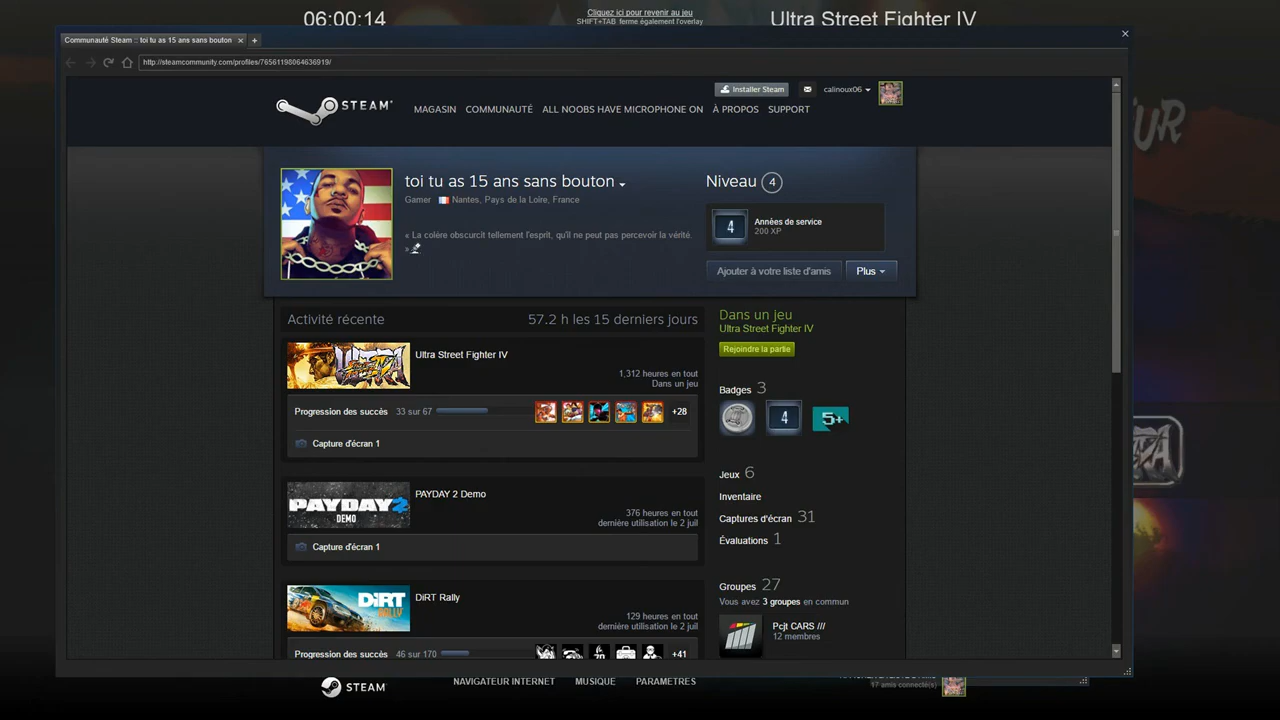 06:00:14
Cliquez ici pour revenir au jeu
SHIFT+TAB ferme également l'overlay
Ultra Street Fighter IV
Communauté Steam :: toi tu as 15 ans sans bouton
http://steamcommunity.com/profiles/76561198064636919/
Installer Steam
calinoux06
STEAM
MAGASIN COMMUNAUTÉ ALL NOOBS HAVE MICROPHONE ON À PROPOS SUPPORT
toi tu as 15 ans sans bouton
Gamer Nantes, Pays de la Loire, France
« La colère obscurcit tellement l'esprit, qu'il ne peut pas percevoir la vérité.
»
Niveau 4
4
Années de service
200 XP
Ajouter à votre liste d'amis
Plus
Activité récente
57.2 h les 15 derniers jours
Ultra Street Fighter IV
1,312 heures en tout
Dans un jeu
Progression des succès 33 sur 67
+28
Capture d'écran 1
PAYDAY 2
DEMO
PAYDAY 2 Demo
376 heures en tout
dernière utilisation le 2 juil
Capture d'écran 1
DiRT
RALLY
DiRT Rally
129 heures en tout
dernière utilisation le 2 juil
Progression des succès 46 sur 170
+41
Dans un jeu
Ultra Street Fighter IV
Rejoindre la partie
Badges 3
4
5+
Jeux 6
Inventaire
Captures d'écran 31
Évaluations 1
Groupes 27
Vous avez 3 groupes en commun
Pcjt CARS ///
12 membres
STEAM
NAVIGATEUR INTERNET MUSIQUE PARAMÈTRES
17 amis connecté(s)